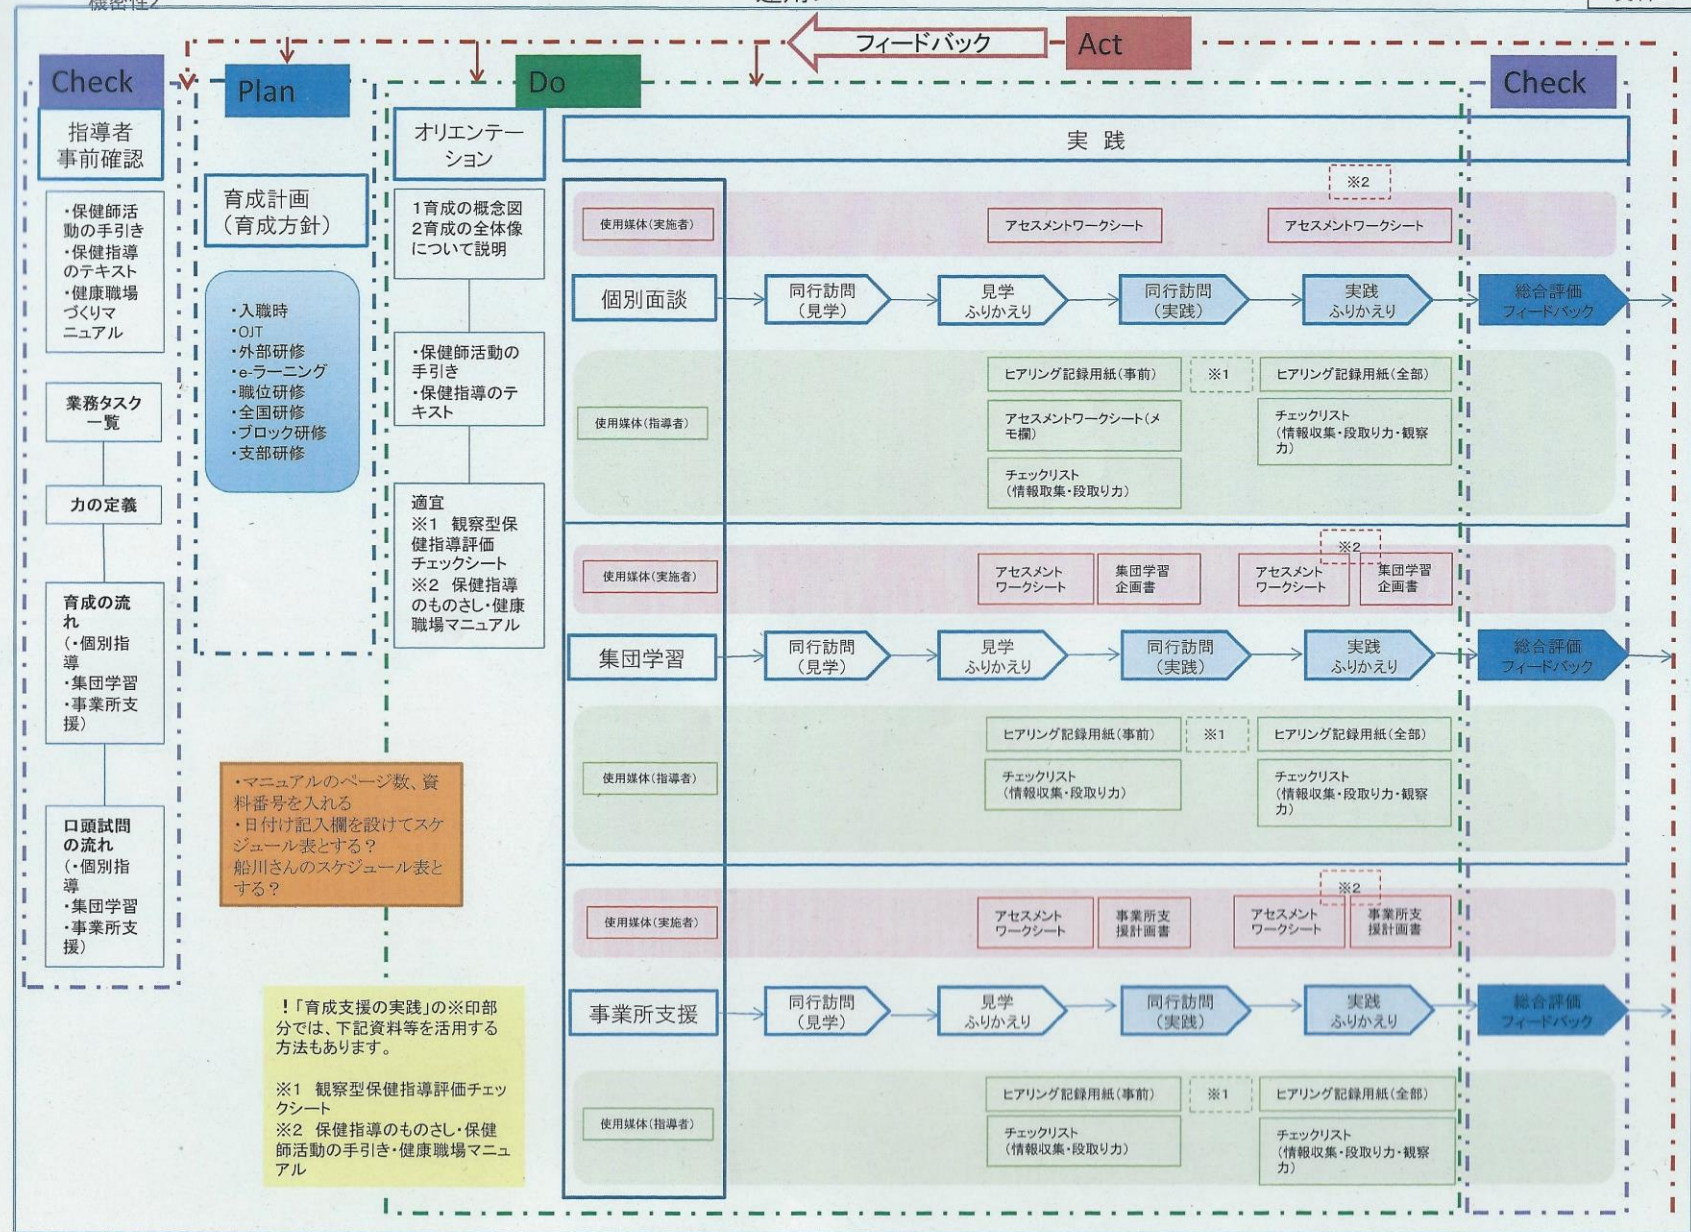 機密性2
フィードバック
Act
Check
指導者
事前確認
・保健師活
動の手引き
・保健指導
のテキスト
・健康職場
づくりマ
ニュアル
業務タスク
一覧
力の定義
育成の流
れ
(・個別指
導
・集団学習
・事業所支
援)
口頭試問
の流れ
(・個別指
導
・集団学習
・事業所支
援)
Plan
育成計画
(育成方針)
・入職時
・OJT
・外部研修
・e-ラーニング
・職位研修
・全国研修
・ブロック研修
・支部研修
・マニュアルのページ数、資
料番号を入れる
・日付け記入欄を設けてスケ
ジュール表とする?
船川さんのスケジュール表と
する?
!「育成支援の実践」の※印部
分では、下記資料等を活用する
方法もあります。
※1 観察型保健指導評価チェッ
クシート
※2 保健指導のものさし・保健
師活動の手引き・健康職場マニュ
アル
Do
オリエンテー
ション
1育成の概念図
2育成の全体像
について説明
・保健師活動の
手引き
・保健指導のテ
キスト
適宜
※1 観察型保
健指導評価
チェックシート
※2 保健指導
のものさし・健康
職場マニュアル
Check
実 践
※2
使用媒体(実施者)
アセスメントワークシート
アセスメントワークシート
個別面談
同行訪問
(見学)
見学
ふりかえり
同行訪問
(実践)
実践
ふりかえり
総合評価
フィードバック
使用媒体(指導者)
ヒアリング記録用紙(事前)
※1
ヒアリング記録用紙(全部)
アセスメントワークシート(メ
モ欄)
チェックリスト
(情報収集・段取り力・観察
力)
チェックリスト
(情報取集・段取り力)
※2
使用媒体(実施者)
アセスメント
ワークシート
集団学習
企画書
アセスメント
ワークシート
集団学習
企画書
集団学習
同行訪問
(見学)
見学
ふりかえり
同行訪問
(実践)
実践
ふりかえり
総合評価
フィードバック
使用媒体(指導者)
ヒアリング記録用紙(事前)
※1
ヒアリング記録用紙(全部)
チェックリスト
(情報収集・段取り力)
チェックリスト
(情報収集・段取り力・観察
力)
※2
使用媒体(実施者)
アセスメント
ワークシート
事業所支
援計画書
アセスメント
ワークシート
事業所支
援計画書
事業所支援
同行訪問
(見学)
見学
ふりかえり
同行訪問
(実践)
実践
ふりかえり
総合評価
フィードバック
使用媒体(指導者)
ヒアリング記録用紙(事前)
※1
ヒアリング記録用紙(全部)
チェックリスト
(情報収集・段取り力)
チェックリスト
(情報収集・段取り力・観察
力)